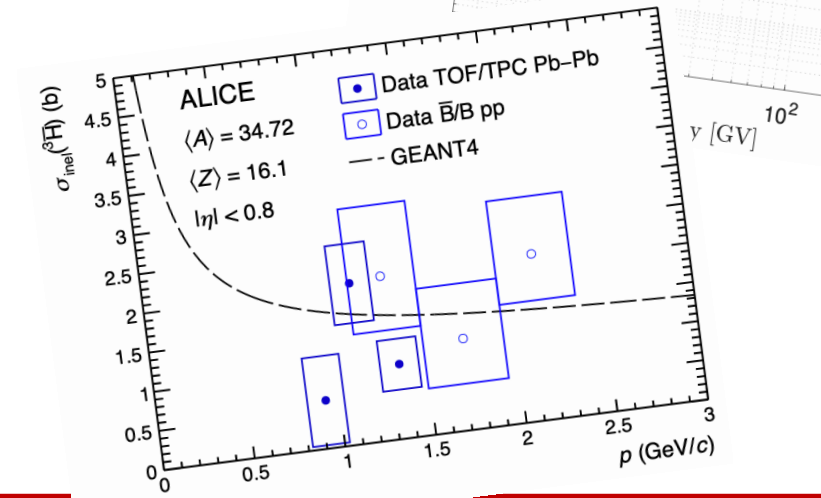 σinel(³H̅) (b)
5
4.5
4
3.5
3
2.5
2
1.5
1
0.5
0
ALICE
⟨A⟩ = 34.72
⟨Z⟩ = 16.1
|η| < 0.8
Data TOF/TPC Pb–Pb
Data B̅/B pp
GEANT4
0
0.5
1
1.5
2
2.5
3
p (GeV/c)
10²
y [GV]